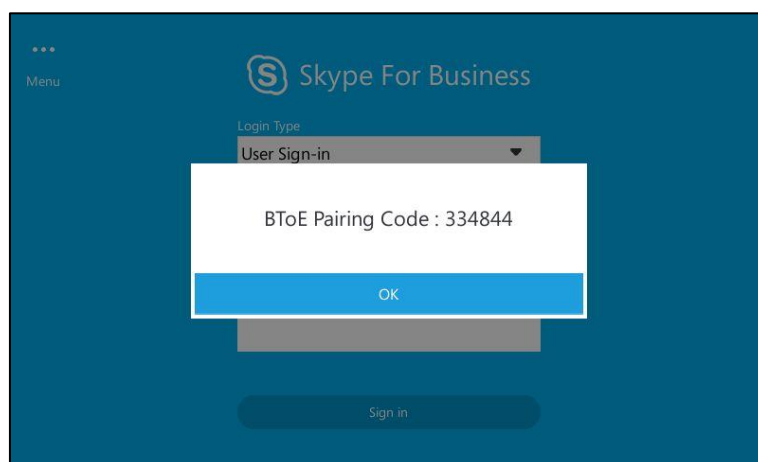 Menu
Skype For Business
Login Type
User Sign-in
BToE Pairing Code : 334844
OK
Sign in